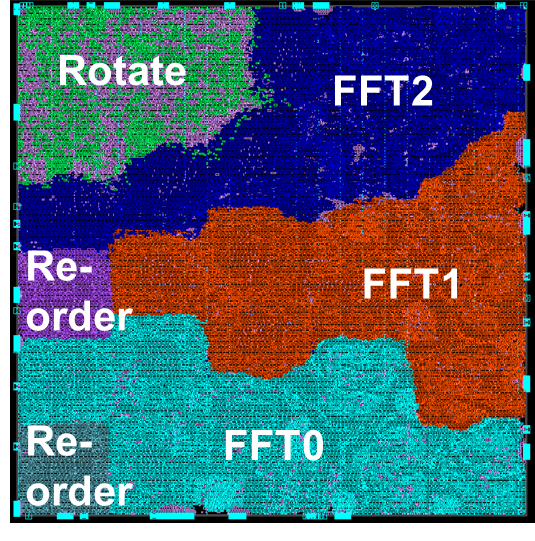 Rotate
FFT2
Re-
order
FFT1
Re-
order
FFT0